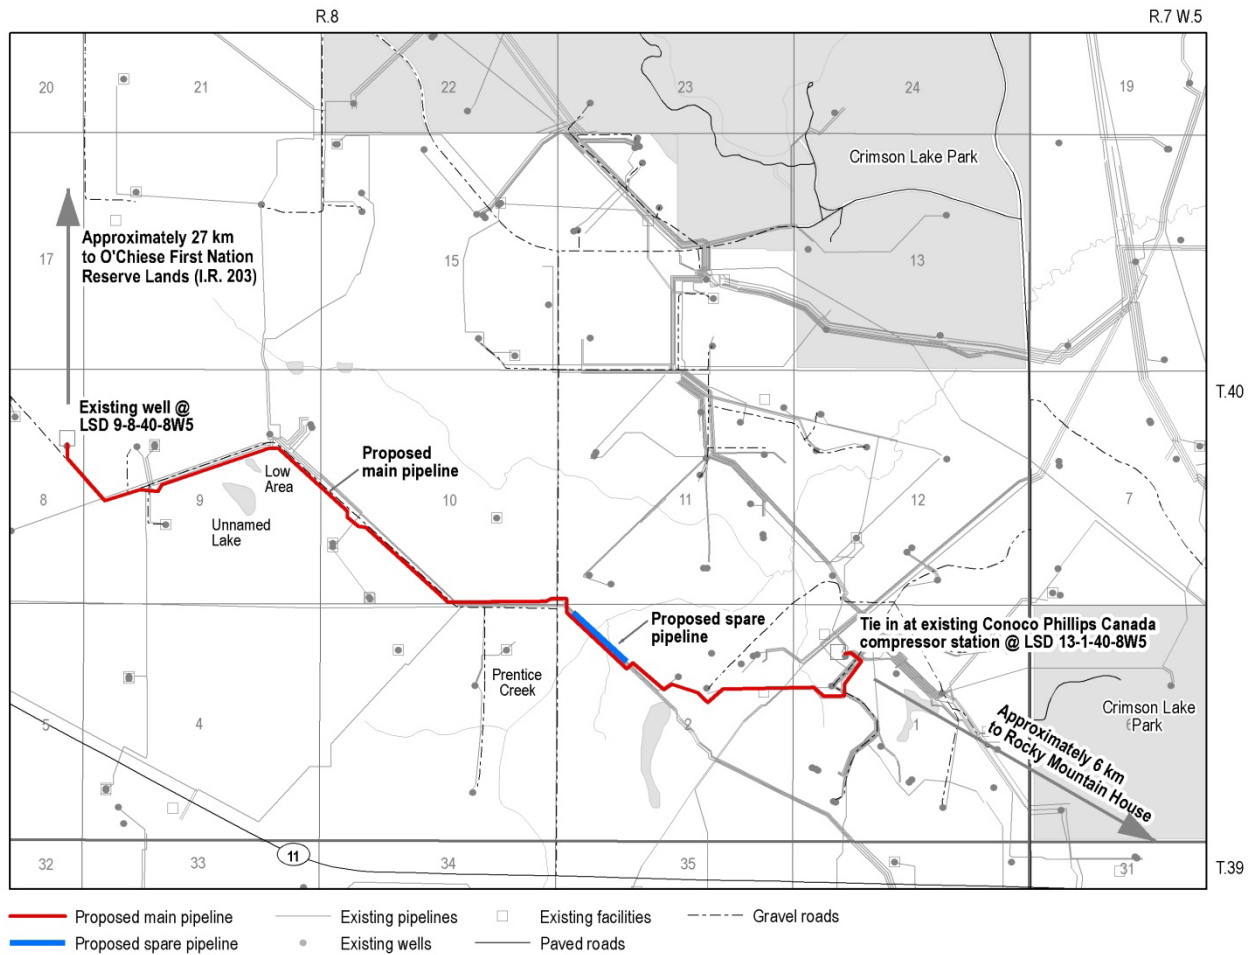 R.8
R.7 W.5
20
21
22
23
24
19
Crimson Lake Park
17
Approximately 27 km
to O'Chiese First Nation
Reserve Lands (I.R. 203)
15
13
T.40
Existing well @
LSD 9-8-40-8W5
Proposed
main pipeline
Low
Area
8
9
10
11
12
7
Unnamed
Lake
Proposed spare
pipeline
Tie in at existing Conoco Phillips Canada
compressor station @ LSD 13-1-40-8W5
Prentice
Creek
5
4
2
1
6
Crimson Lake
Park
Approximately 6 km
to Rocky Mountain House
11
32
33
34
35
31
T.39
Proposed main pipeline
Existing pipelines
Existing facilities
Gravel roads
Proposed spare pipeline
Existing wells
Paved roads